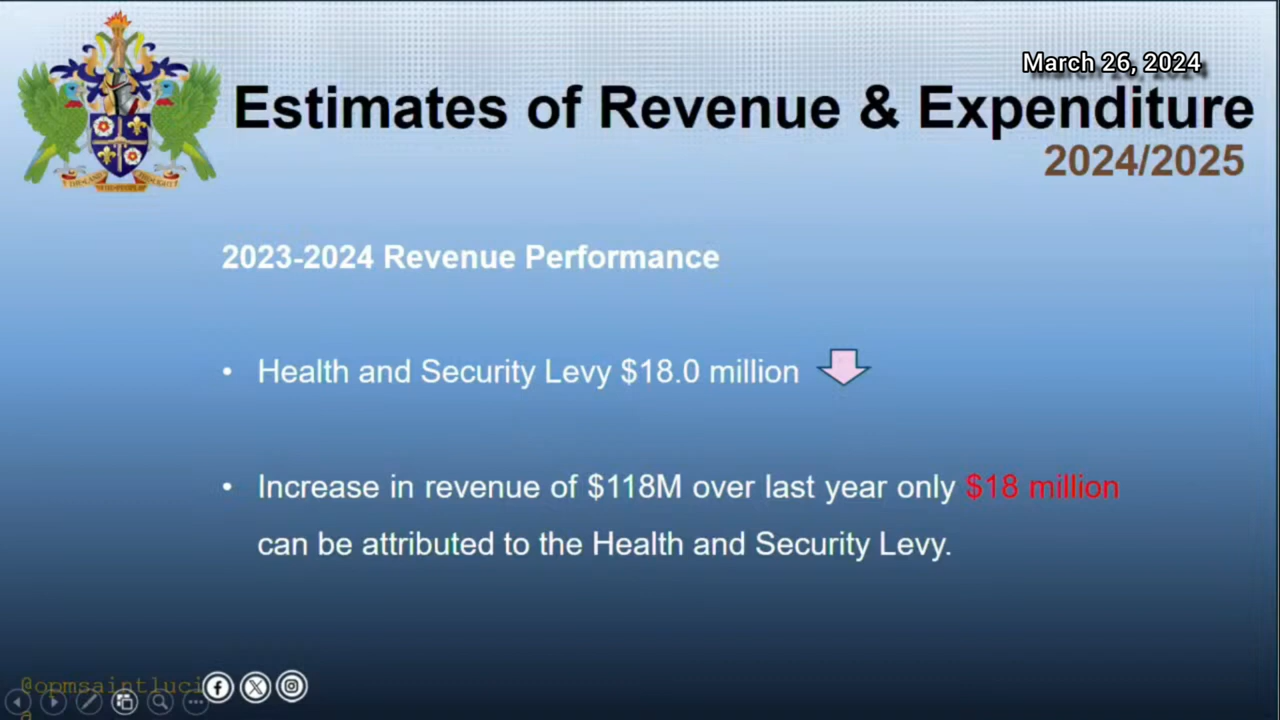 March 26, 2024
Estimates of Revenue & Expenditure
2024/2025
2023-2024 Revenue Performance
• Health and Security Levy $18.0 million
• Increase in revenue of $118M over last year only $18 million
can be attributed to the Health and Security Levy.
@opmsaintluci
a